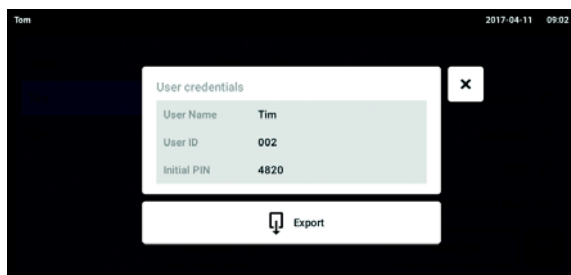 Tom 2017-04-11 09:02
User credentials
User Name Tim
User ID 002
Initial PIN 4820
Export